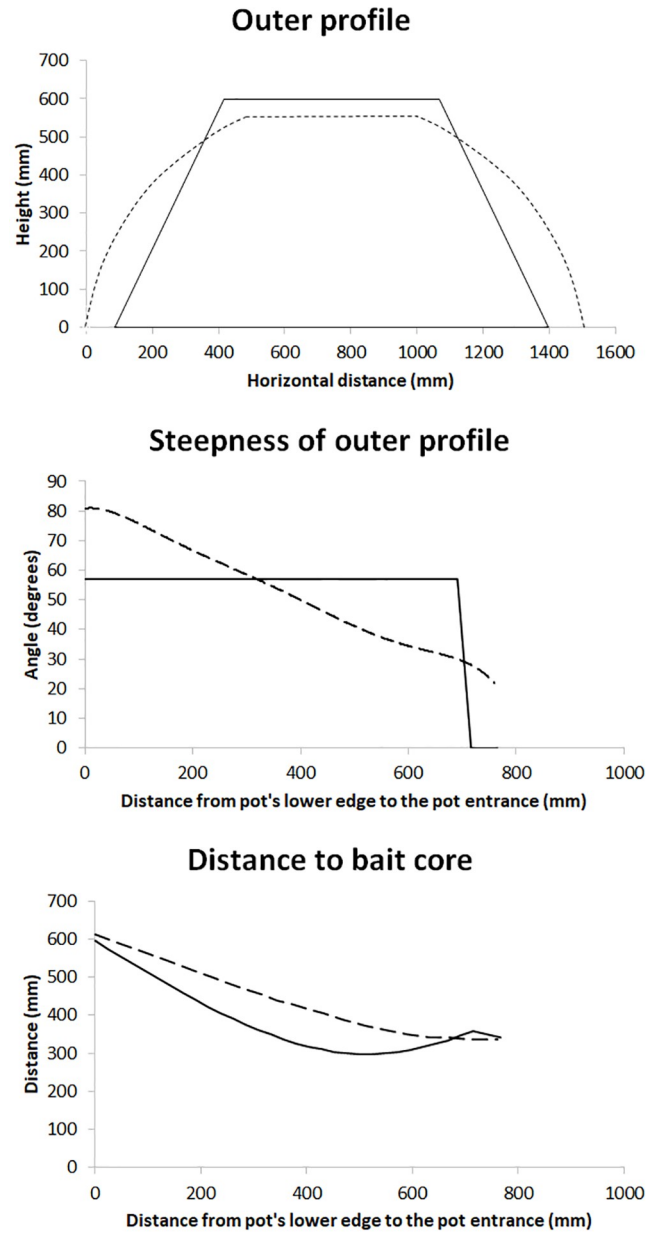 Outer profile
700
600
500
400
300
200
100
0
Height (mm)
0 200 400 600 800 1000 1200 1400 1600
Horizontal distance (mm)
Steepness of outer profile
90
80
70
60
50
40
30
20
10
0
Angle (degrees)
0 200 400 600 800 1000
Distance from pot's lower edge to the pot entrance (mm)
Distance to bait core
700
600
500
400
300
200
100
0
Distance (mm)
0 200 400 600 800 1000
Distance from pot's lower edge to the pot entrance (mm)